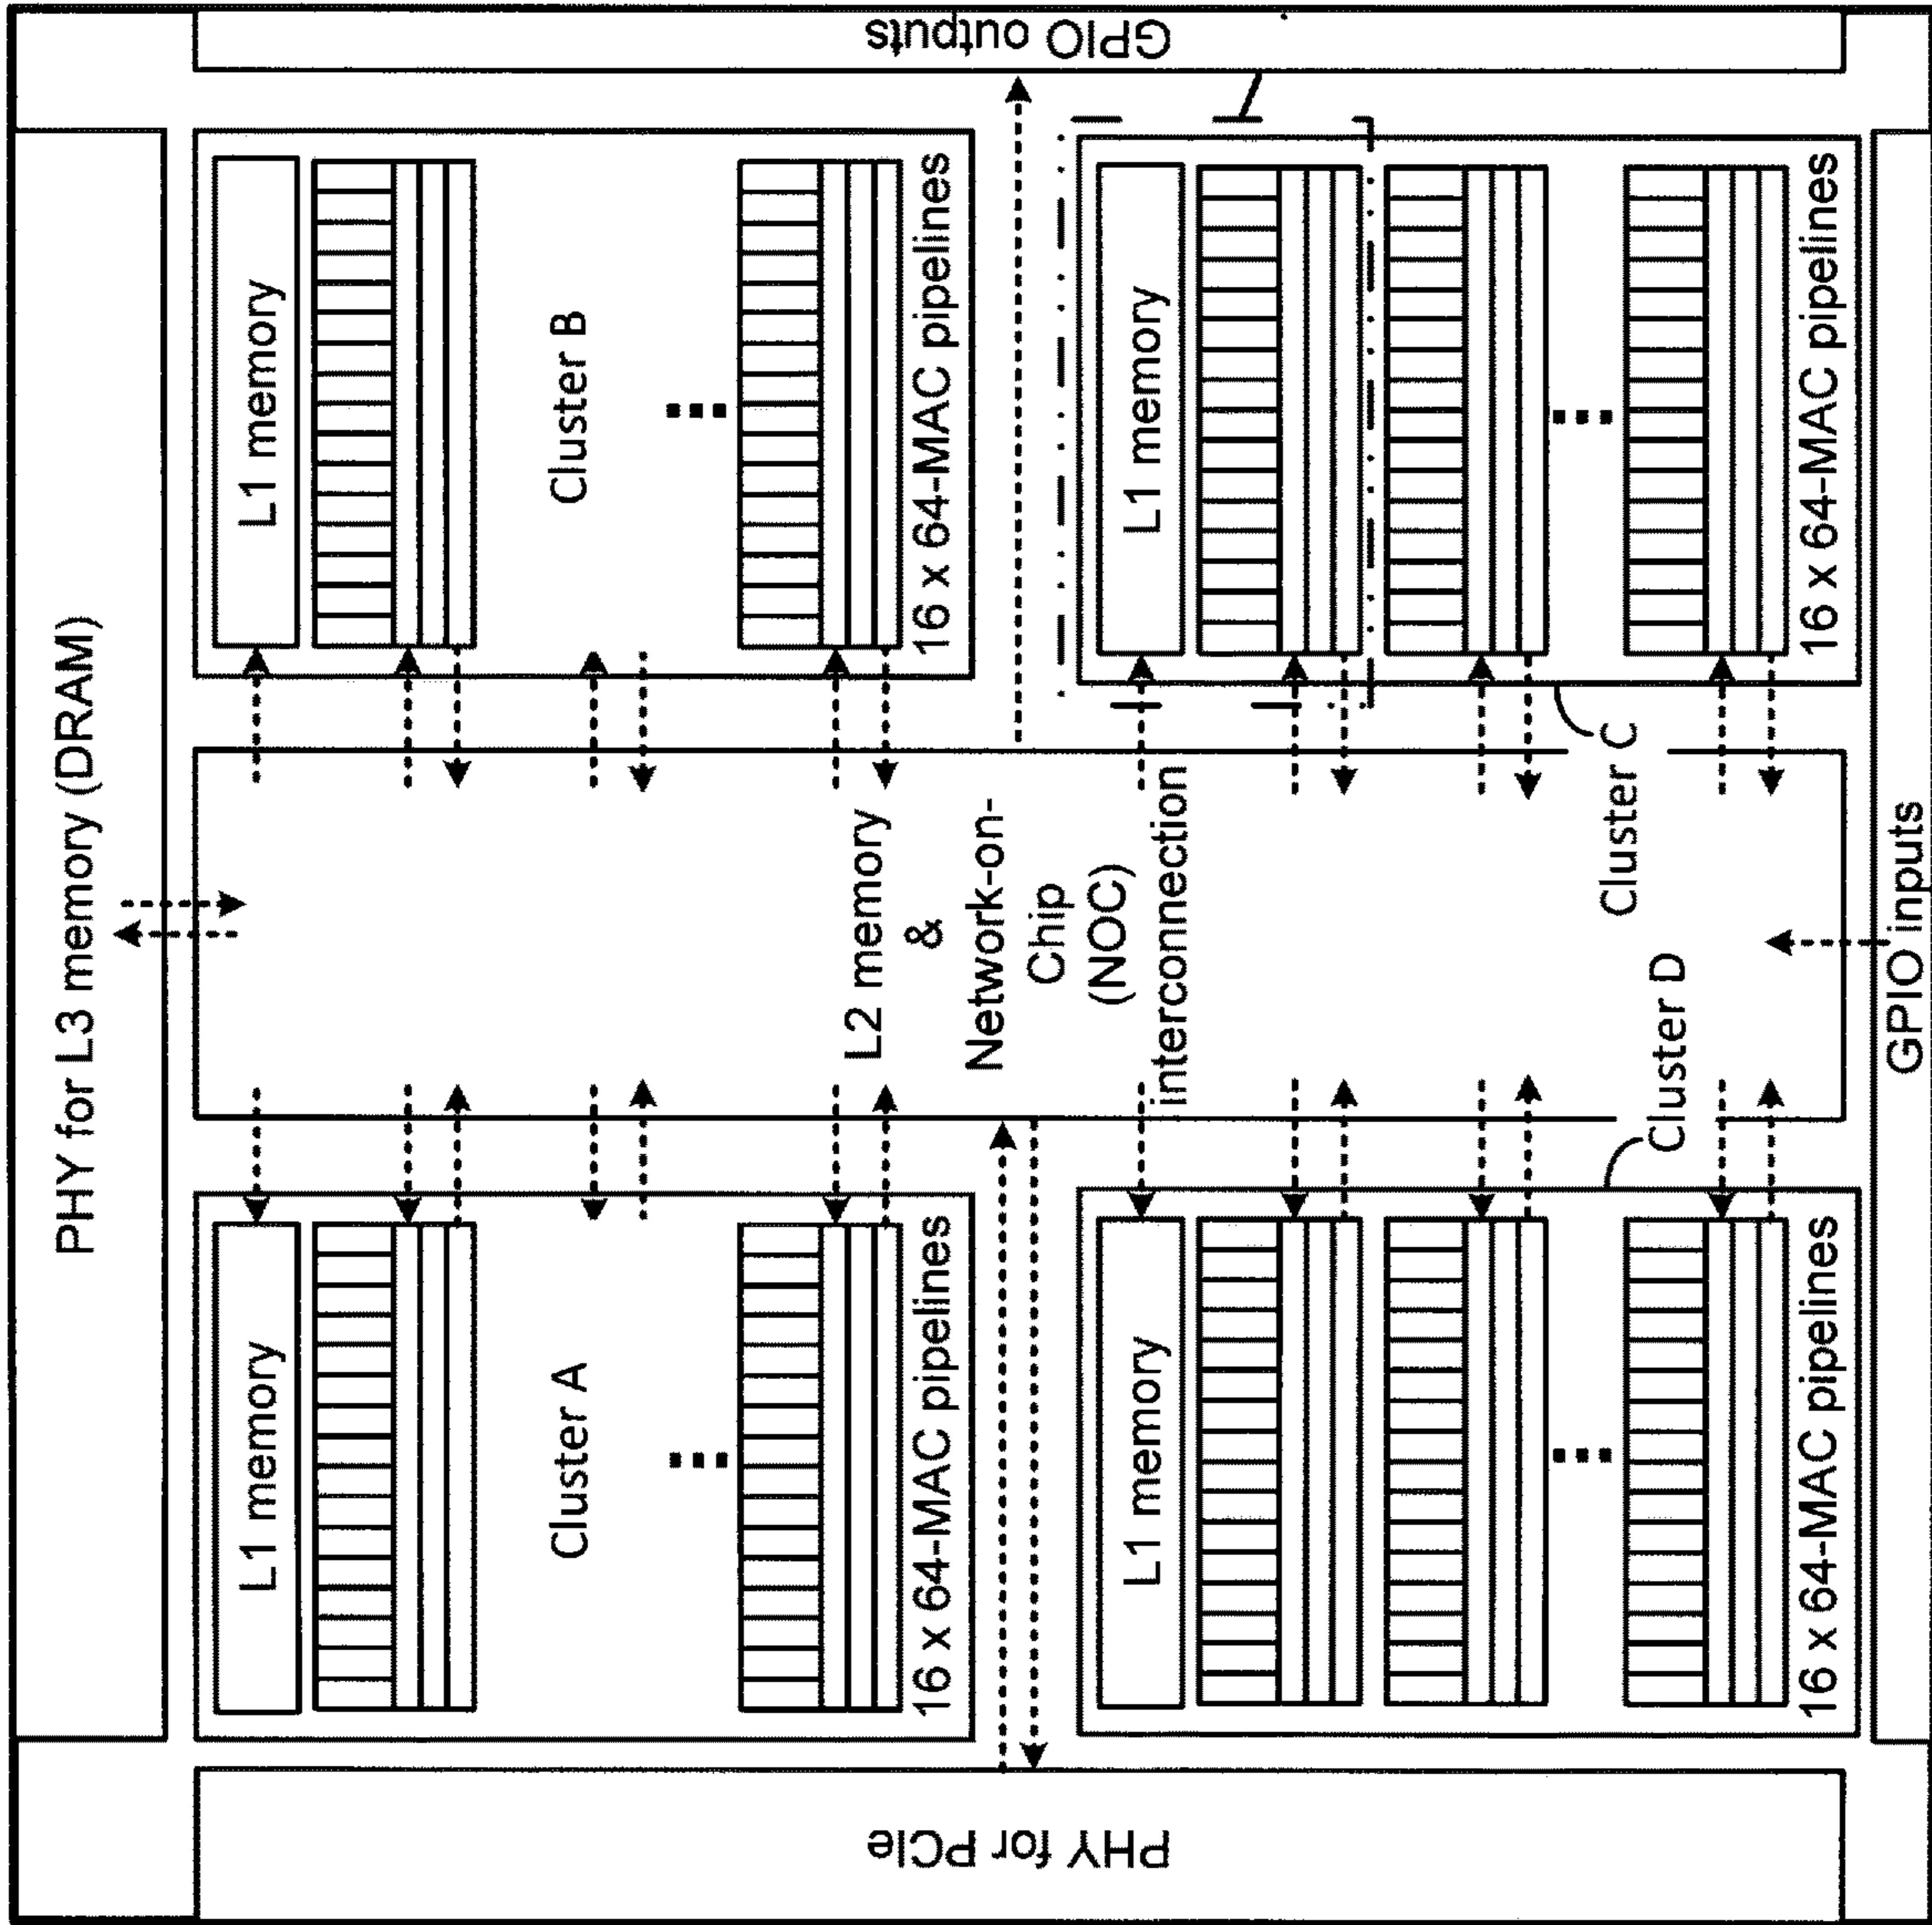 PHY for L3 memory (DRAM)
PHY for PCIe
L1 memory
Cluster A
16 x 64-MAC pipelines
L1 memory
Cluster B
16 x 64-MAC pipelines
L2 memory
&
Network-on-
Chip
(NOC)
interconnection
GPIO outputs
L1 memory
16 x 64-MAC pipelines
Cluster D
L1 memory
16 x 64-MAC pipelines
Cluster C
GPIO inputs